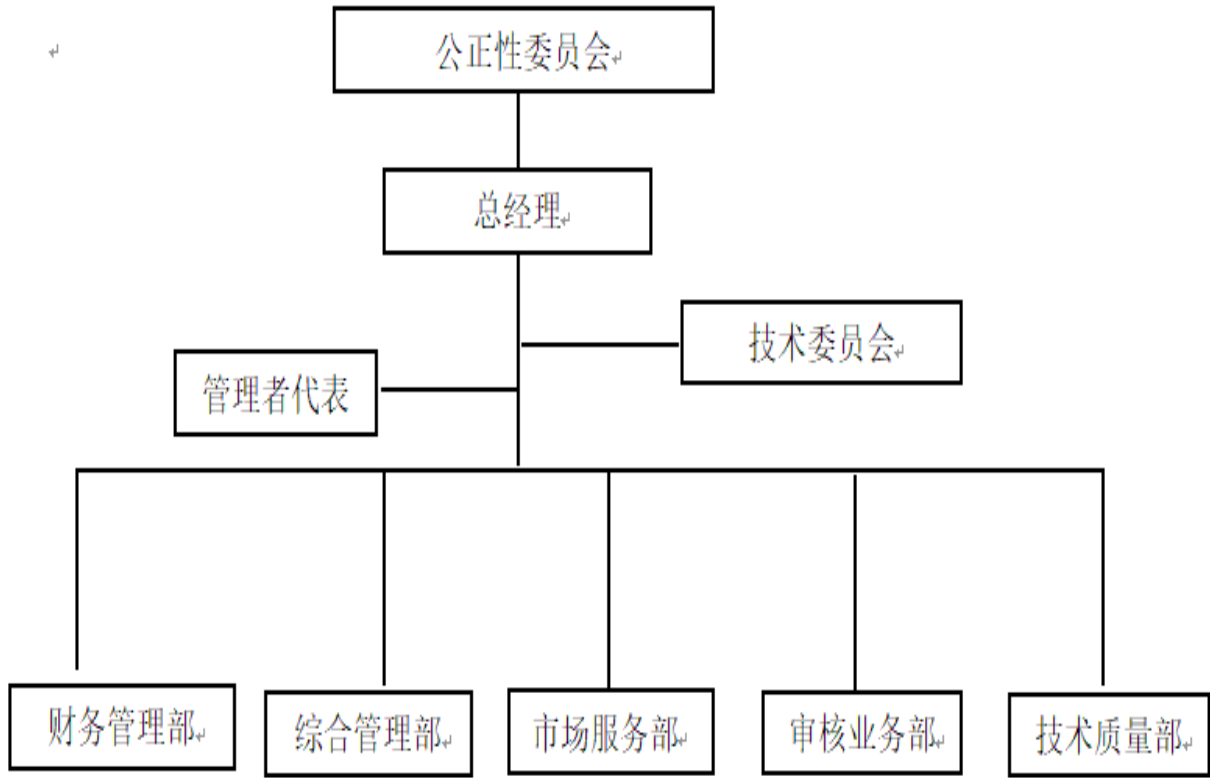 公正性委员会
总经理
技术委员会
管理者代表
财务管理部
综合管理部
市场服务部
审核业务部
技术质量部